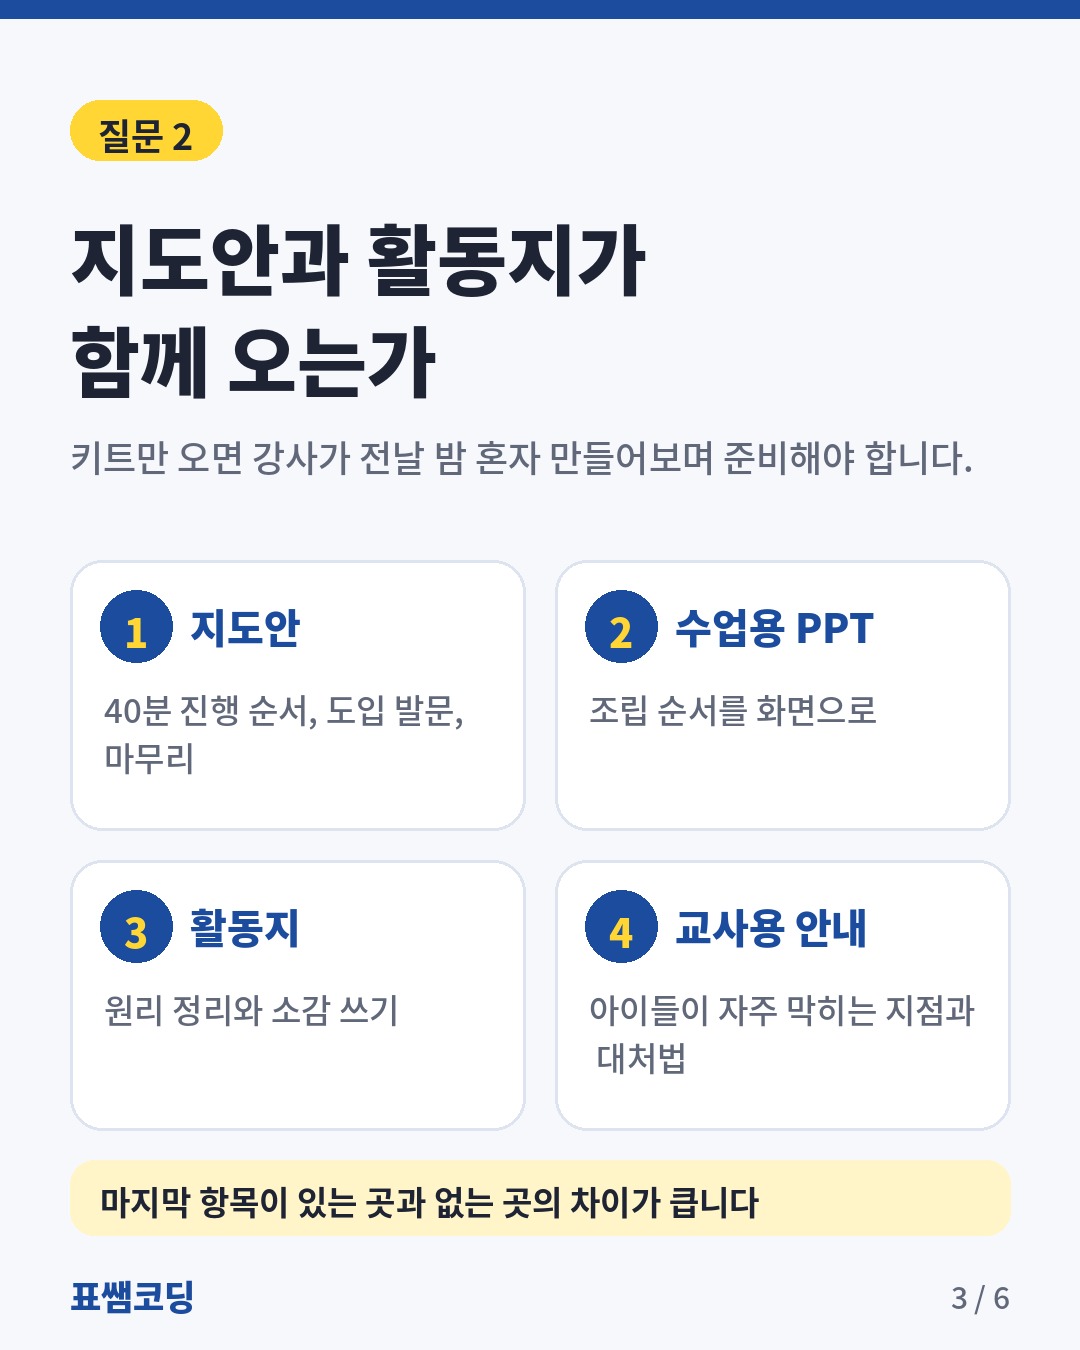 질문 2
지도안과 활동지가
함께 오는가
키트만 오면 강사가 전날 밤 혼자 만들어보며 준비해야 합니다.
1 지도안
40분 진행 순서, 도입 발문,
마무리
2 수업용 PPT
조립 순서를 화면으로
3 활동지
원리 정리와 소감 쓰기
4 교사용 안내
아이들이 자주 막히는 지점과
대처법
마지막 항목이 있는 곳과 없는 곳의 차이가 큽니다
표쌤코딩
3 / 6